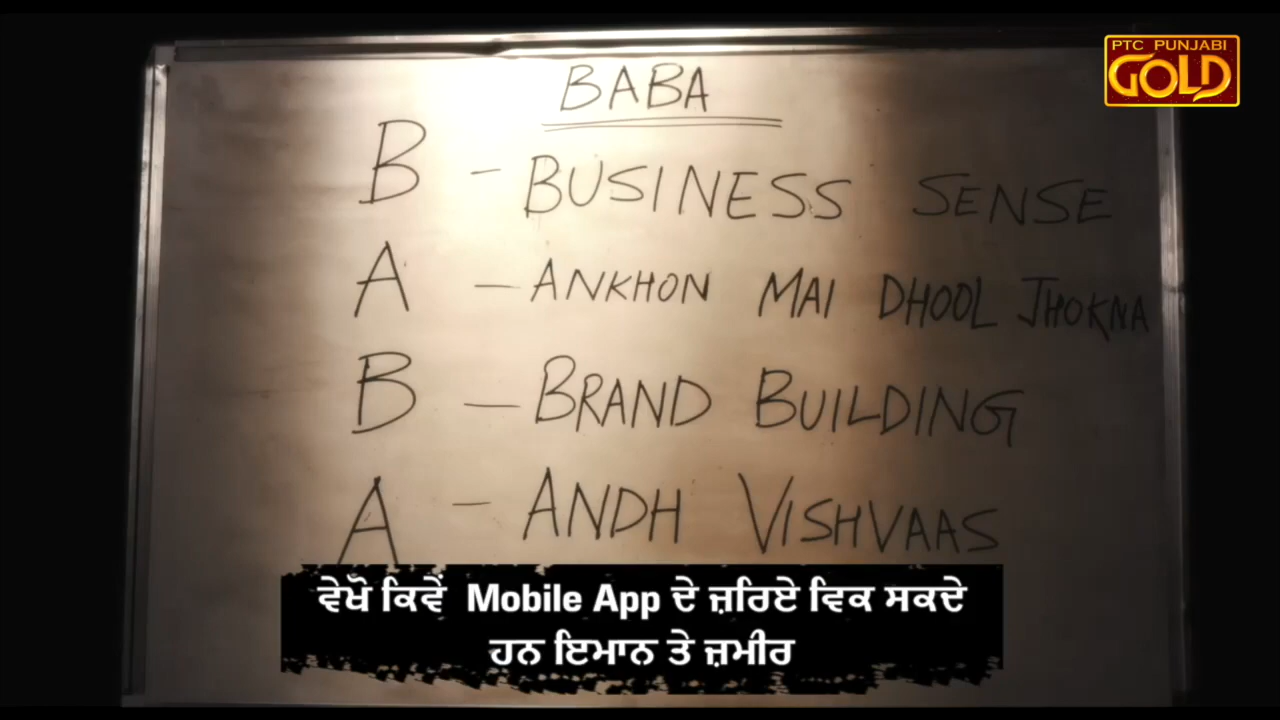 PTC PUNJABI
GOLD
BABA
B - BUSINESS SENSE
A - ANKHON MAI DHOOL JHOKNA
B - BRAND BUILDING
A - ANDH VISHVAAS
ਵੇਖੋ ਕਿਵੇਂ Mobile App ਦੇ ਜ਼ਰਿਏ ਵਿਕ ਸਕਦੇ
ਹਨ ਇਮਾਨ ਤੇ ਜ਼ਮੀਰ